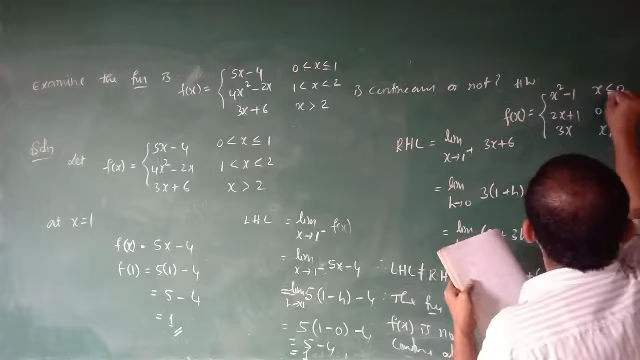 Examine the fun is f(x) = { 5x-4  0<x≤1
4x²-2x  1<x<2
3x+6  x>2
is continuous or not?
f(x) = { x²-1  x≤0
2x+1  0
3x  x
Soln Let f(x) = { 5x-4  0<x≤1
4x²-2x  1<x<2
3x+6  x>2
at x=1
f(x) = 5x-4
f(1) = 5(1)-4
= 5-4
= 1
LHL = lim x→1⁻ f(x)
= lim x→1⁻ 5x-4
= lim 5(1-h)-4
= 5(1-0)-4
= 5-4
= 1
RHL = lim x→1⁺ 3x+6
= lim h→0 3(1+h)
= lim
∴ LHL ≠
∴ The fun
f(x) is